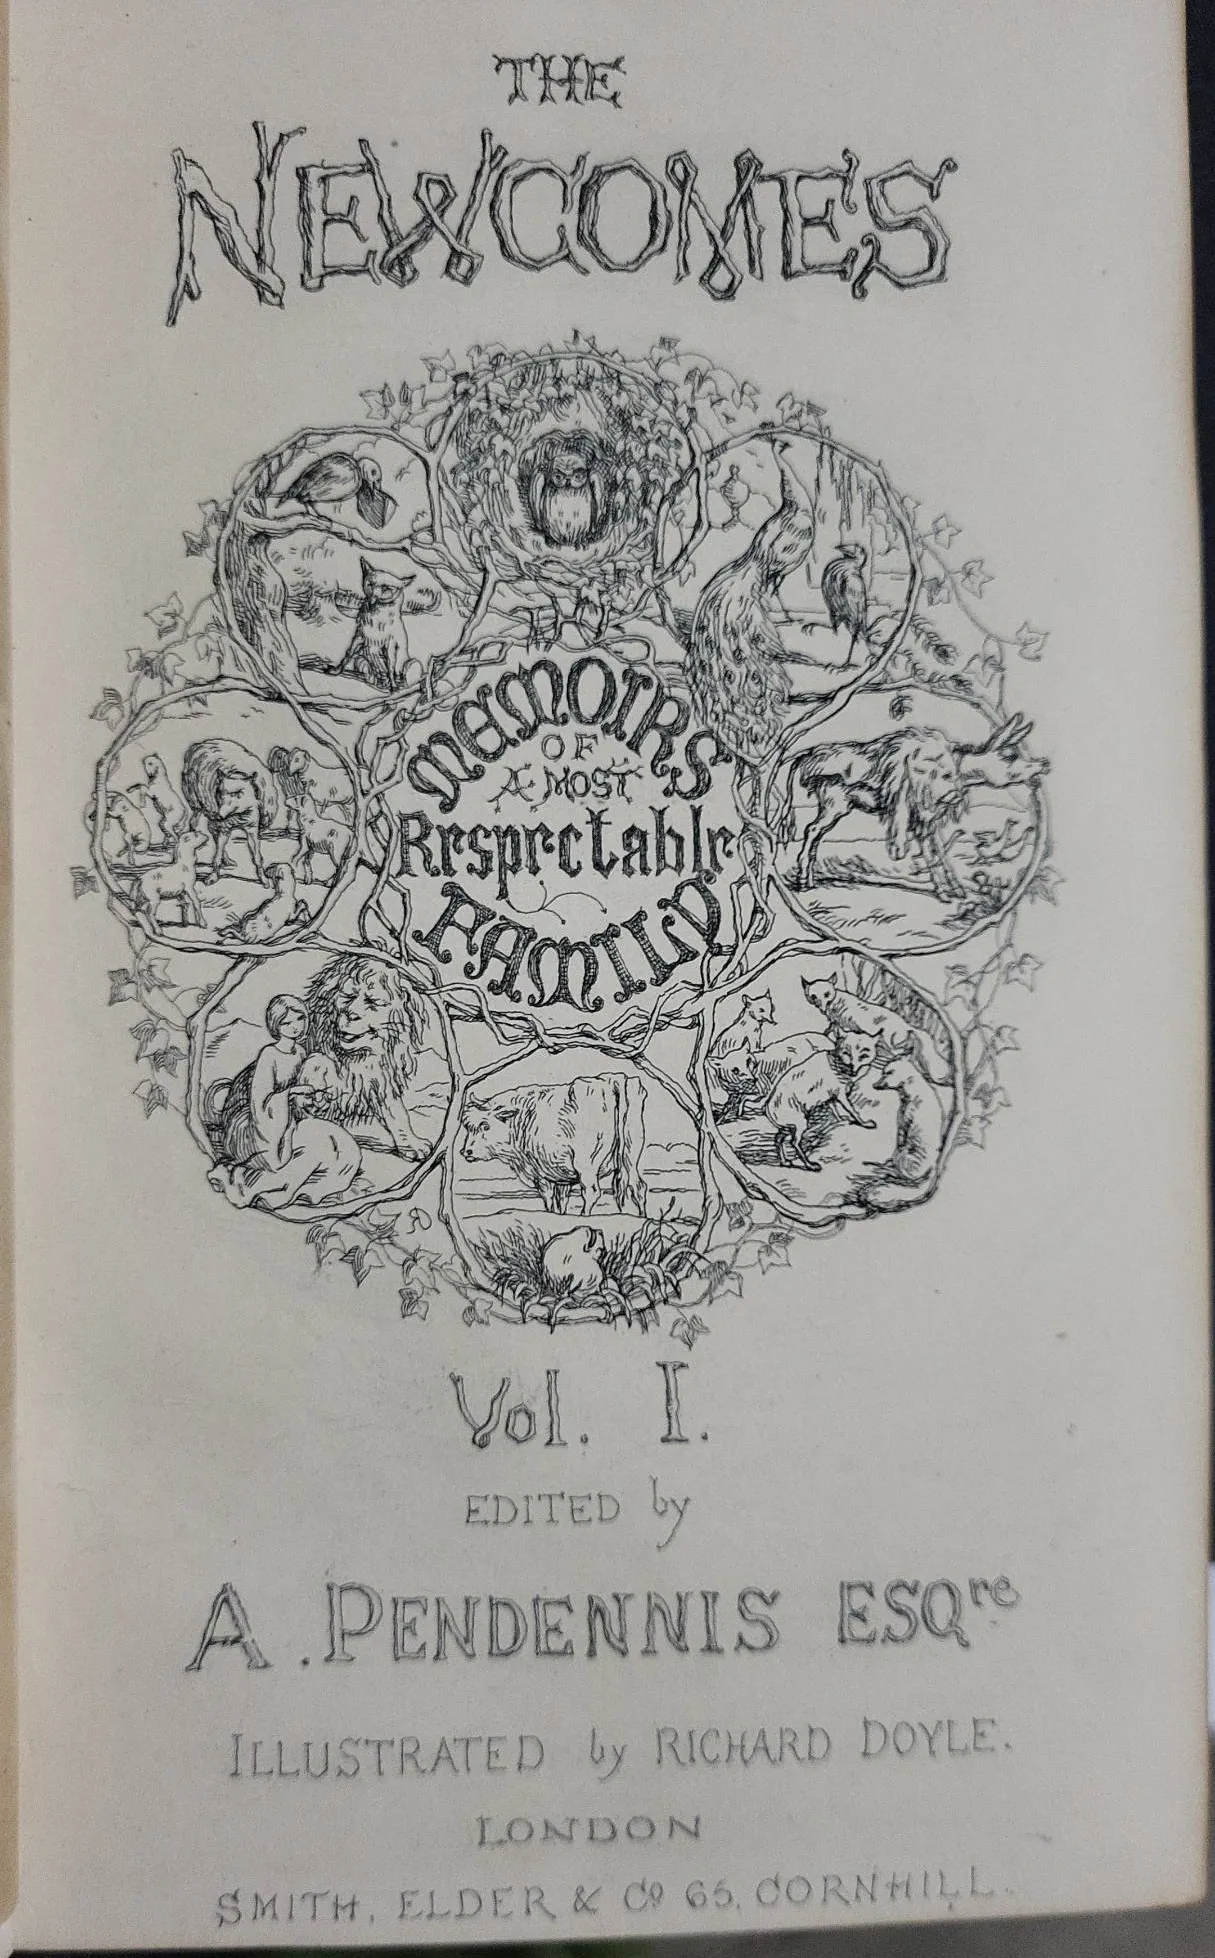 THE
NEWCOMES
THE
MEMOIRS
OF
A MOST
Respectable
FAMILY
Vol. I.
EDITED by
A. PENDENNIS ESQre
ILLUSTRATED by RICHARD DOYLE.
LONDON
SMITH, ELDER & Co 65, CORNHILL.